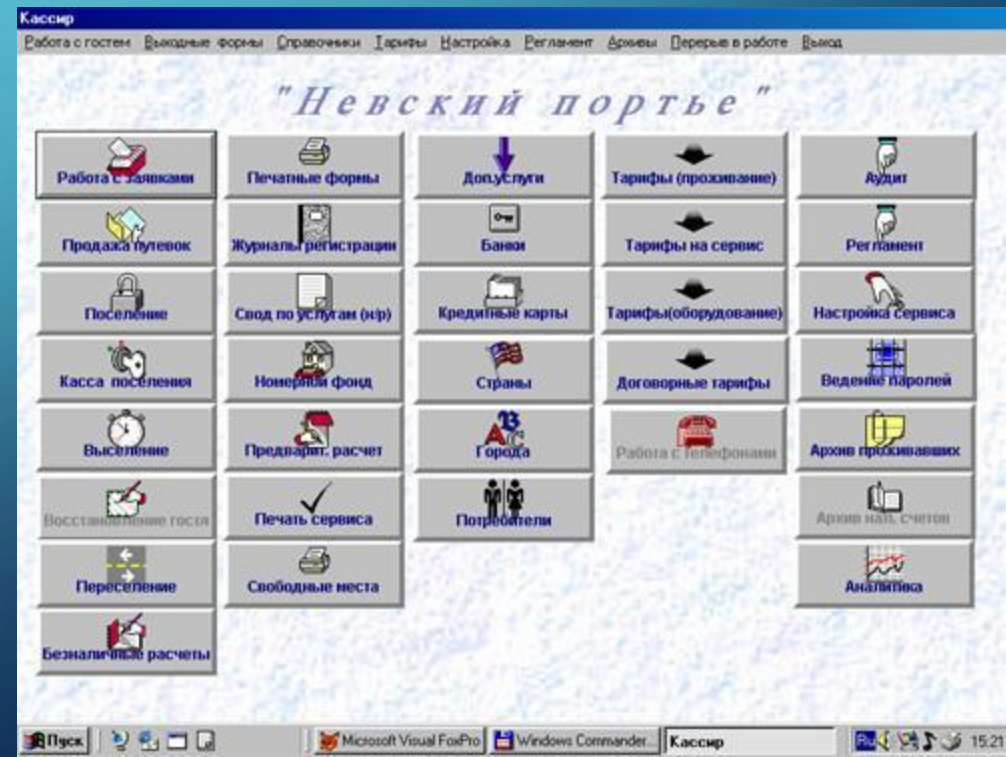 Кассир
Работа с гостем Выходные формы Справочники Тарифы Настройка Регламент Архивы Перерыв в работе Выход
"Невский портье"
Работа с заявками
Печатные формы
Доп.услуги
Тарифы (проживание)
Аудит
Продажа путевок
Журналы регистрации
Банки
Тарифы на сервис
Регламент
Поселение
Свод по услугам (н/р)
Кредитные карты
Тарифы(оборудование)
Настройка сервиса
Касса поселения
Номерной фонд
Страны
Договорные тарифы
Ведение паролей
Выселение
Предварит. расчет
Города
Работа с телефонами
Архив проживавших
Восстановление гостя
Печать сервиса
Потребители
Архив нал. счетов
Переселение
Свободные места
Аналитика
Безналичные расчеты
Пуск
Microsoft Visual FoxPro
Windows Commander...
Кассир
Ru
15:21